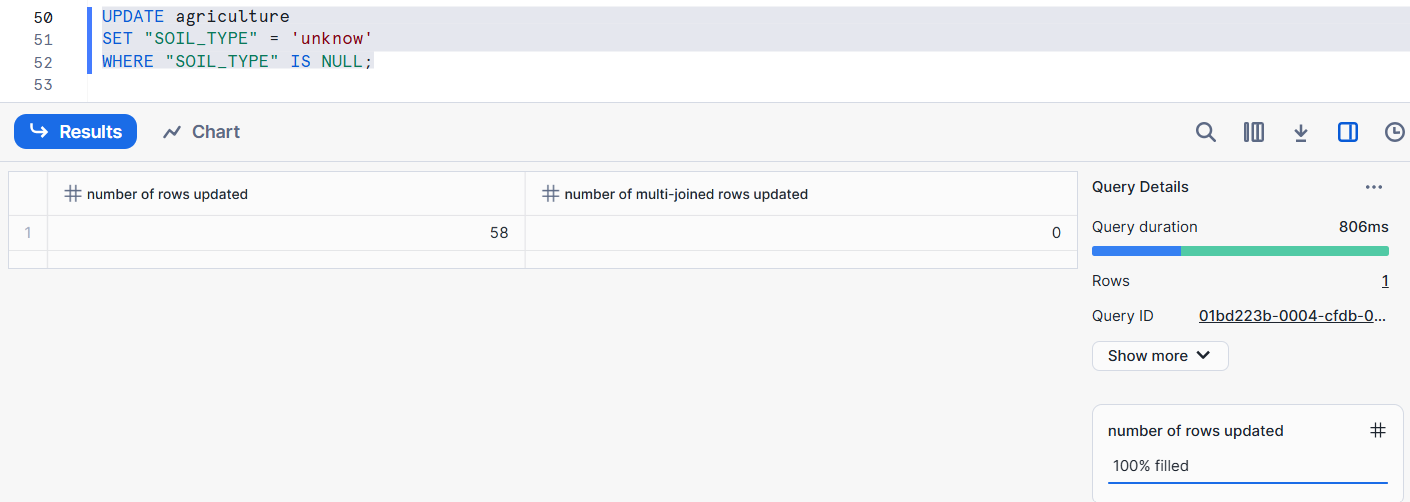 50 UPDATE agriculture
51 SET "SOIL_TYPE" = 'unknow'
52 WHERE "SOIL_TYPE" IS NULL;
53
Results Chart
number of rows updated number of multi-joined rows updated
1 58 0
Query Details ...
Query duration 806ms
Rows 1
Query ID 01bd223b-0004-cfdb-0...
Show more
number of rows updated #
100% filled